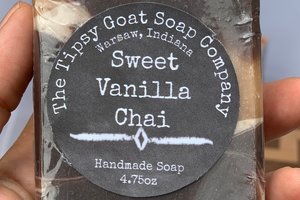 The Tipsy Goat Soap Company
Warsaw, Indiana
Sweet
Vanilla
Chai
Handmade Soap
4.75oz